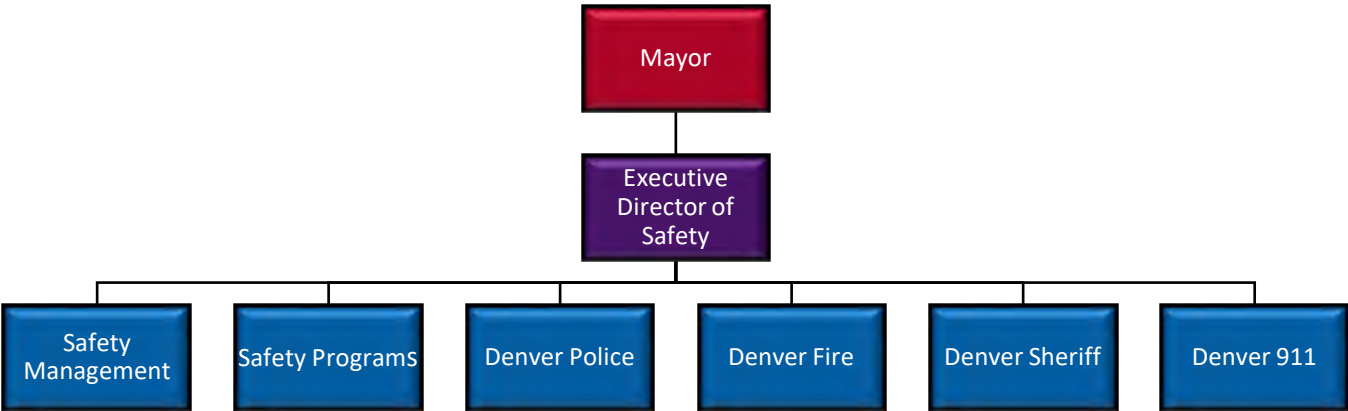 Mayor
Executive
Director of
Safety
Safety
Management
Safety Programs
Denver Police
Denver Fire
Denver Sheriff
Denver 911